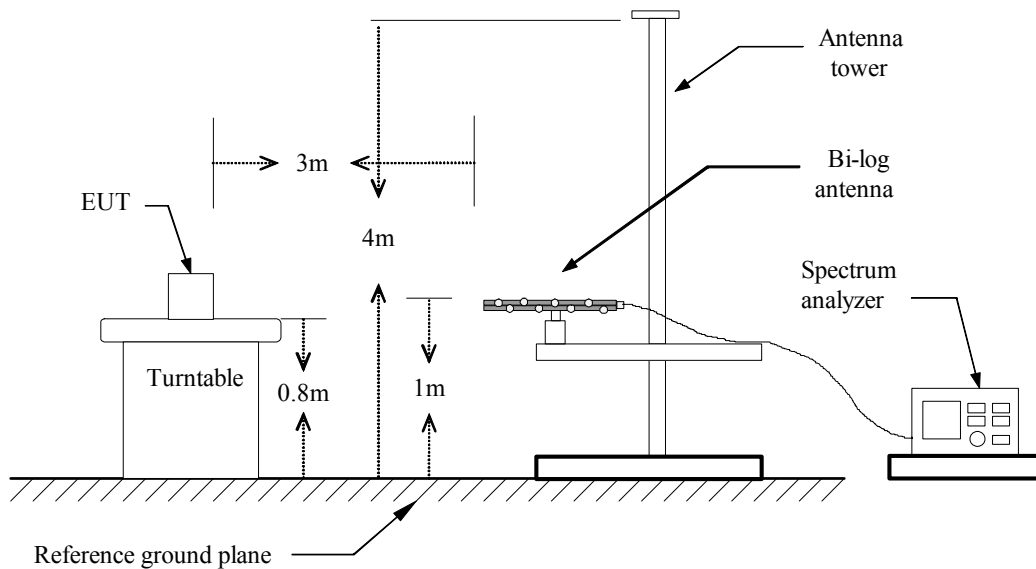 Antenna
tower
3m
Bi-log
antenna
EUT
4m
Spectrum
analyzer
Turntable
0.8m
1m
Reference ground plane